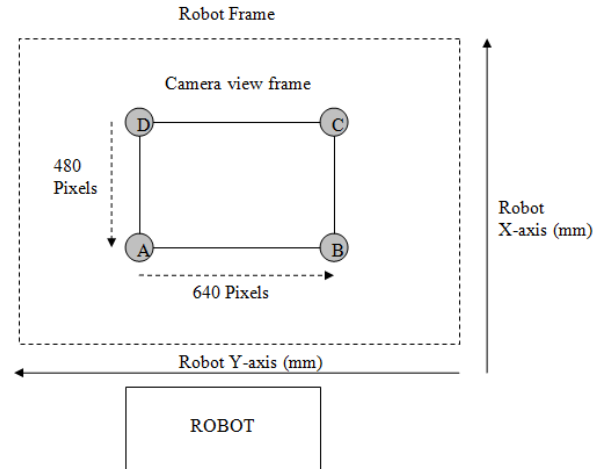 Robot Frame
Camera view frame
D
C
480
Pixels
Robot
X-axis (mm)
A
B
640 Pixels
Robot Y-axis (mm)
ROBOT